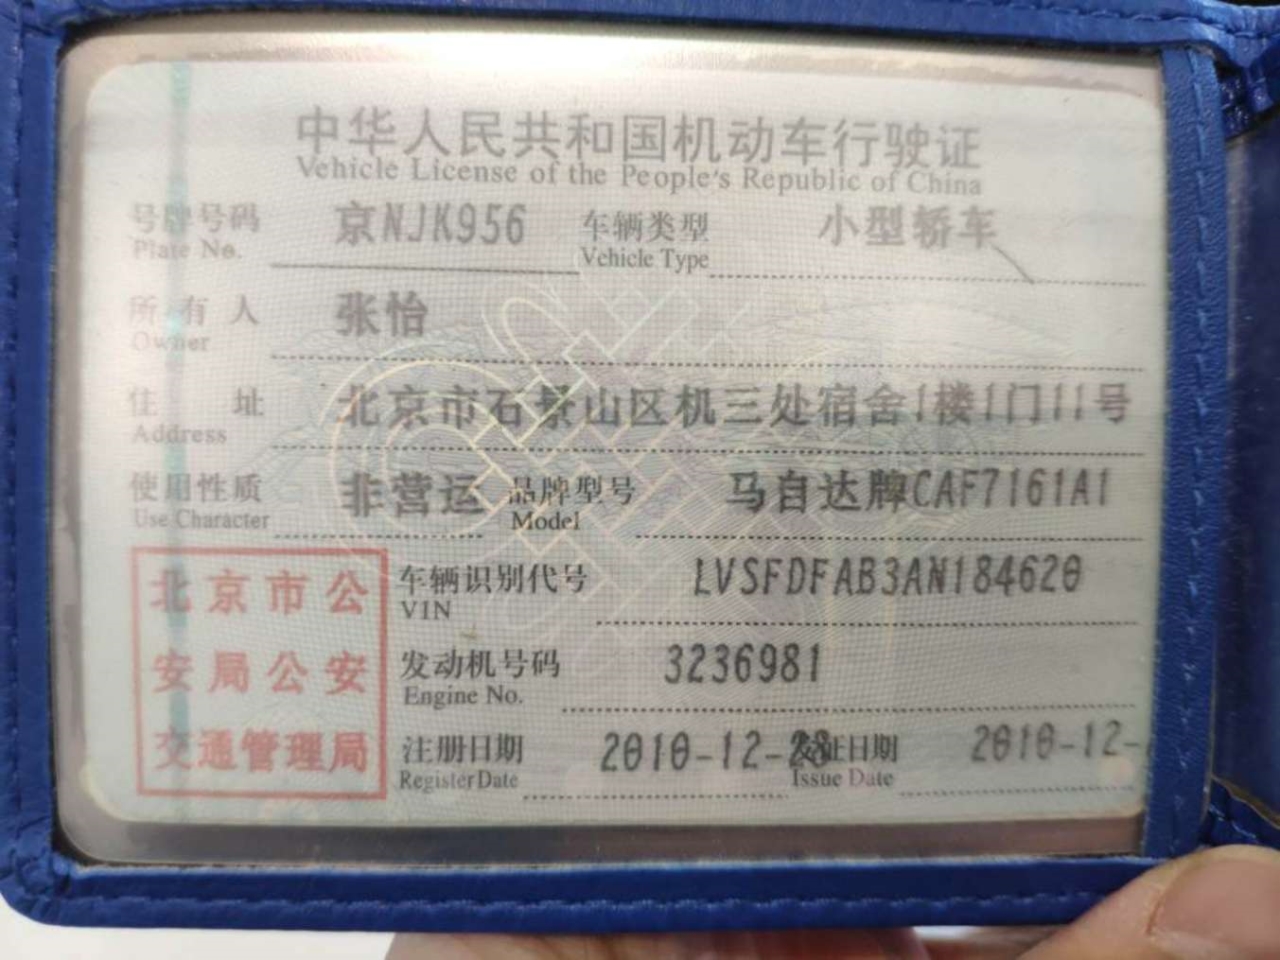 中华人民共和国机动车行驶证
Vehicle License of the People's Republic of China
号牌号码 京NJK956 车辆类型 小型轿车
Plate No. Vehicle Type
所有人 张怡
Owner
住址 北京市石景山区机三处宿舍1楼1门11号
Address
使用性质 非营运 品牌型号 马自达牌CAF7161A1
Use Character Model
北京市公
安局公安
交通管理局
车辆识别代号 LVSFDFAB3AN184620
VIN
发动机号码 3236981
Engine No.
注册日期 2010-12-28 发证日期 2010-12-
Register Date Issue Date